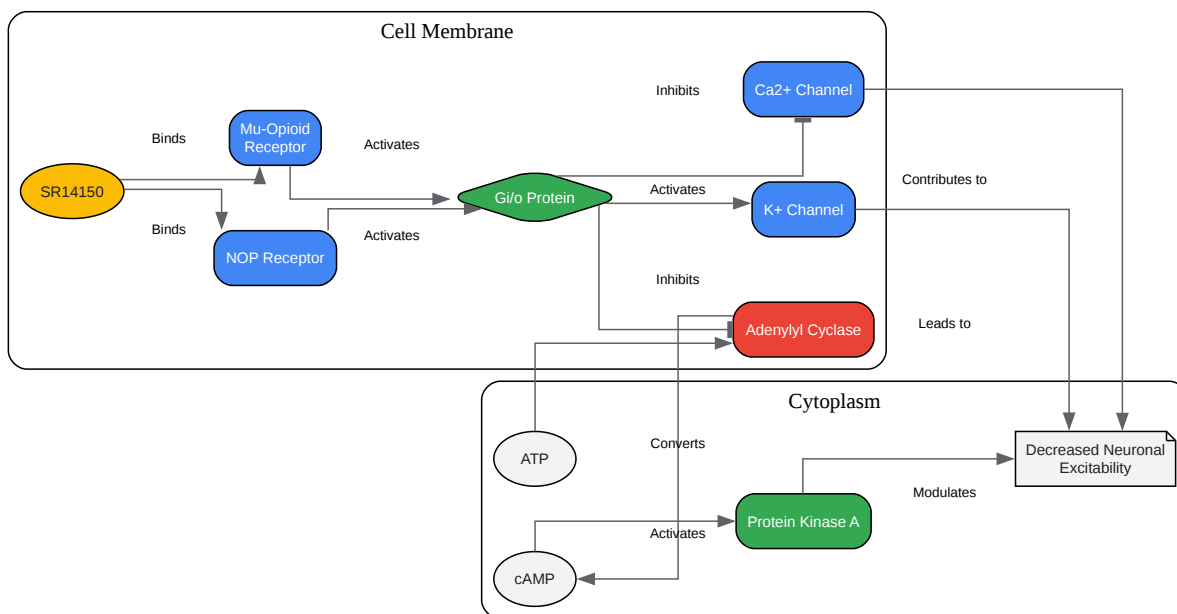 Cell Membrane
Inhibits
Ca2+ Channel
Mu-Opioid
Receptor
Binds
Activates
SR14150
Gi/o Protein
Activates
K+ Channel
Contributes to
Binds
NOP Receptor
Activates
Inhibits
Adenylyl Cyclase
Leads to
Cytoplasm
ATP
Converts
Decreased Neuronal
Excitability
Modulates
Protein Kinase A
Activates
cAMP